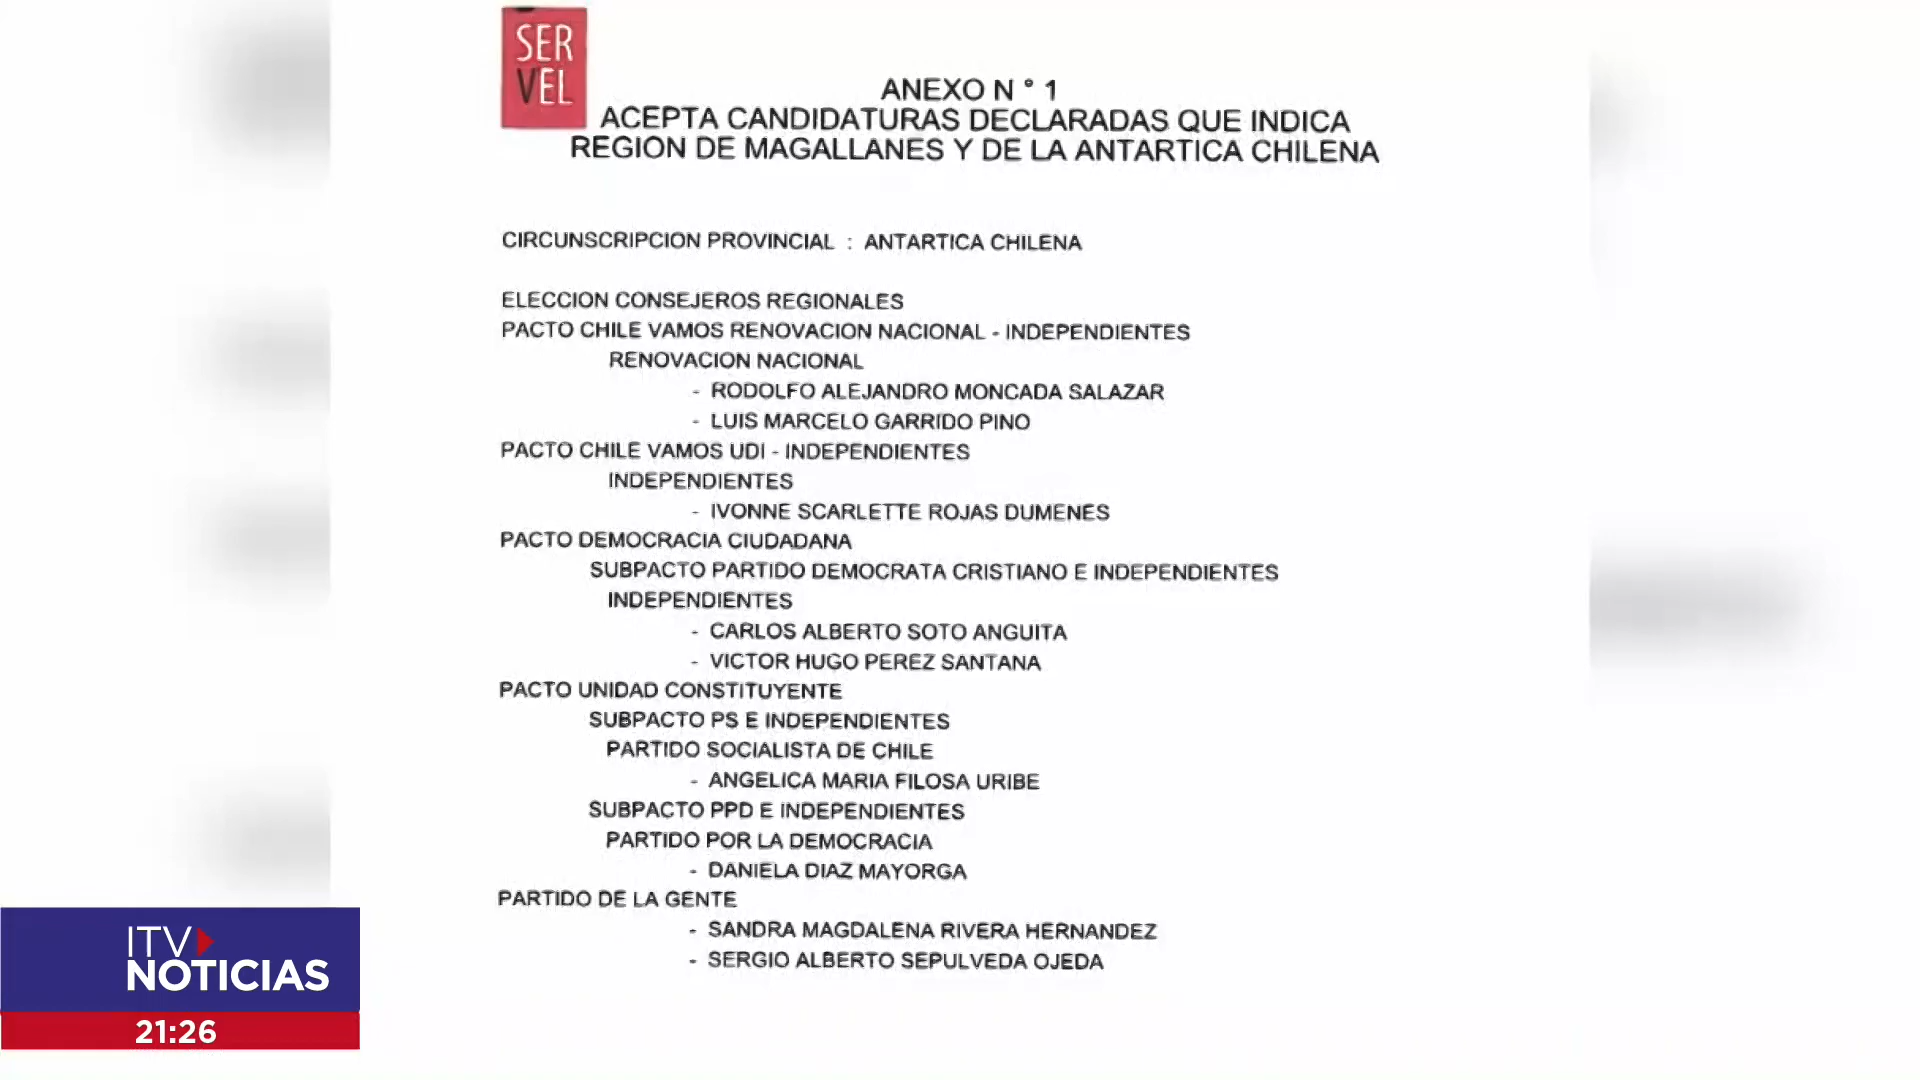 SER
VEL
ANEXO N ° 1
ACEPTA CANDIDATURAS DECLARADAS QUE INDICA
REGION DE MAGALLANES Y DE LA ANTARTICA CHILENA
CIRCUNSCRIPCION PROVINCIAL : ANTARTICA CHILENA
ELECCION CONSEJEROS REGIONALES
PACTO CHILE VAMOS RENOVACION NACIONAL - INDEPENDIENTES
RENOVACION NACIONAL
- RODOLFO ALEJANDRO MONCADA SALAZAR
- LUIS MARCELO GARRIDO PINO
PACTO CHILE VAMOS UDI - INDEPENDIENTES
INDEPENDIENTES
- IVONNE SCARLETTE ROJAS DUMENES
PACTO DEMOCRACIA CIUDADANA
SUBPACTO PARTIDO DEMOCRATA CRISTIANO E INDEPENDIENTES
INDEPENDIENTES
- CARLOS ALBERTO SOTO ANGUITA
- VICTOR HUGO PEREZ SANTANA
PACTO UNIDAD CONSTITUYENTE
SUBPACTO PS E INDEPENDIENTES
PARTIDO SOCIALISTA DE CHILE
- ANGELICA MARIA FILOSA URIBE
SUBPACTO PPD E INDEPENDIENTES
PARTIDO POR LA DEMOCRACIA
- DANIELA DIAZ MAYORGA
PARTIDO DE LA GENTE
- SANDRA MAGDALENA RIVERA HERNANDEZ
- SERGIO ALBERTO SEPULVEDA OJEDA
ITV
NOTICIAS
21:26